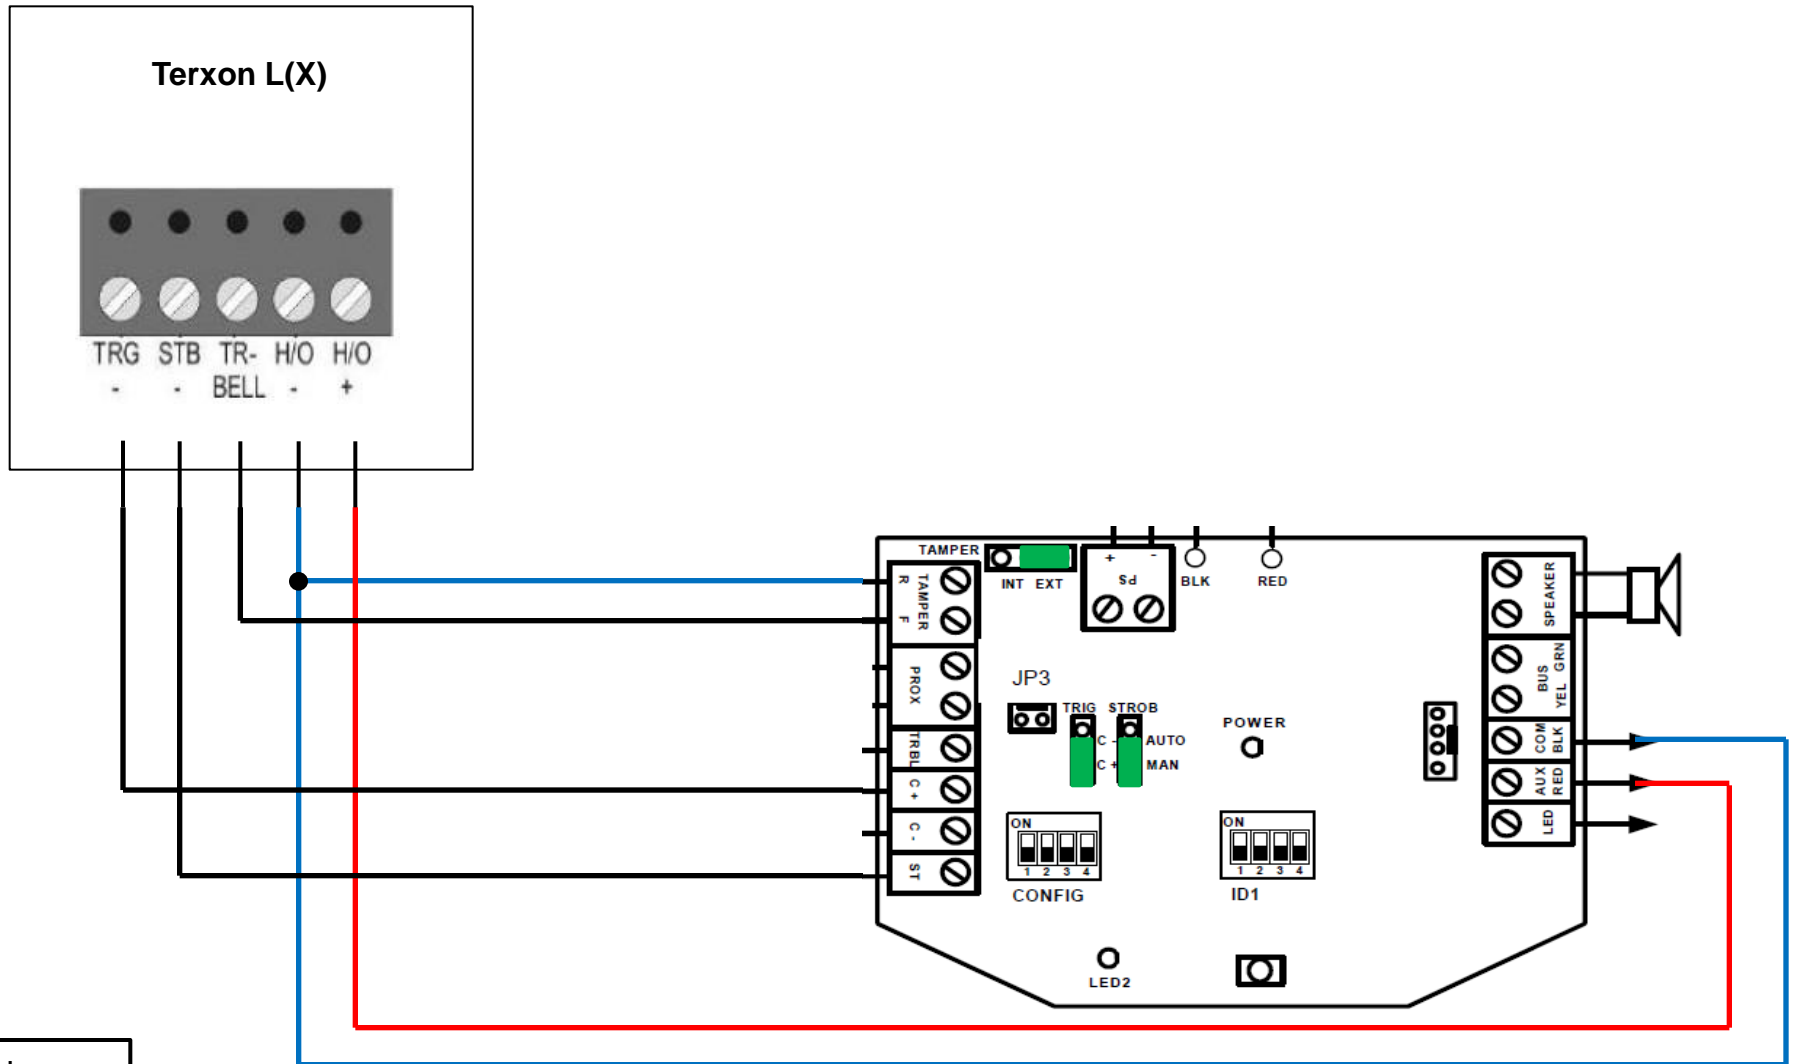 Terxon L(X)
TRG STB TR- H/O H/O
- - BELL - +
TAMPER
INT EXT
R
F
TAMPER
PROX
TRBL
C +
C -
ST
+ -
PS
BLK
RED
JP3
TRIG STROB
C - AUTO
C + MAN
POWER
ON
1 2 3 4
CONFIG
ON
1 2 3 4
ID1
LED2
SPEAKER
BUS
YEL GRN
COM
BLK
AUX
RED
LED